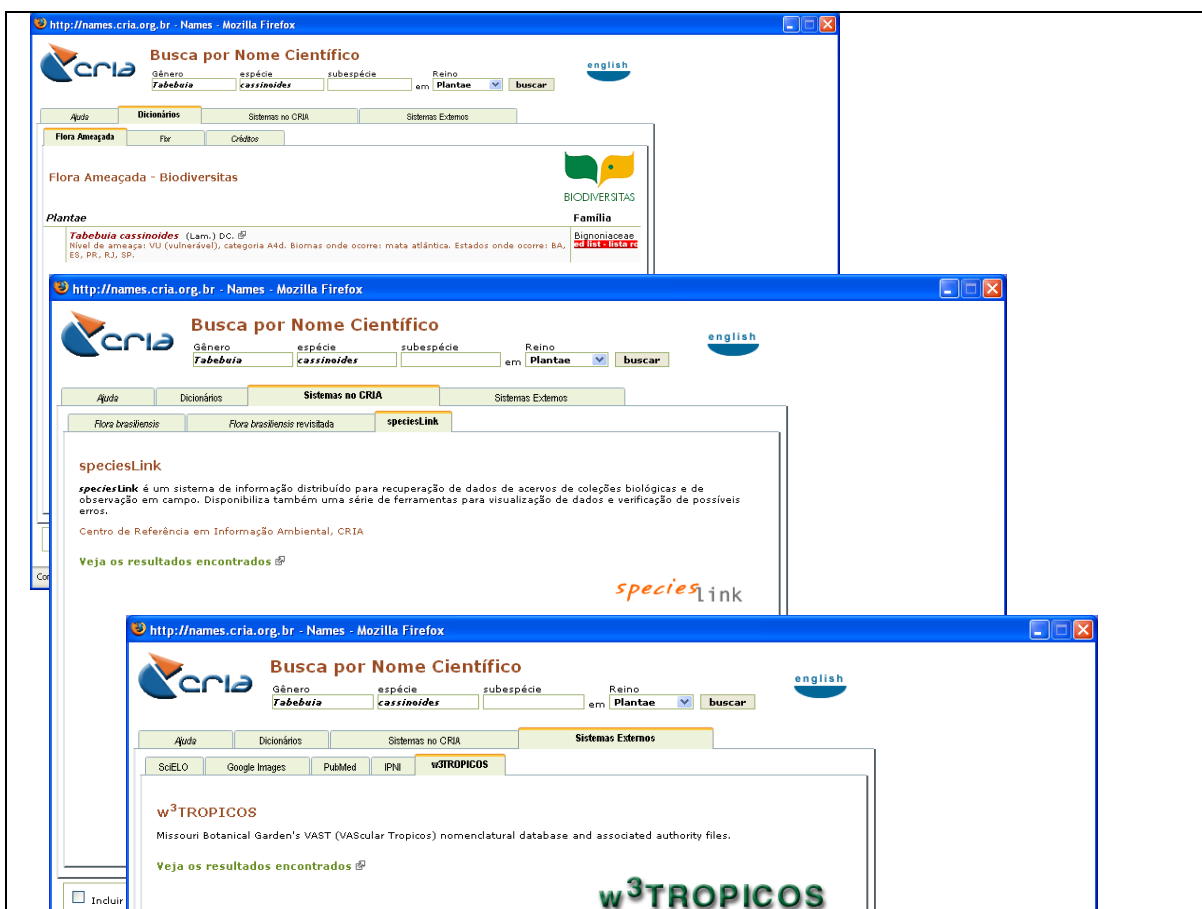 http://names.cria.org.br - Names - Mozilla Firefox
cria
Busca por Nome Científico
english
Gênero espécie subespécie Reino
Tabebuia cassinoides em Plantae buscar
Ajuda Dicionários Sistemas no CRIA Sistemas Externos
Flora Ameaçada Flor Créditos
Flora Ameaçada - Biodiversitas
BIODIVERSITAS
Plantae Família
Tabebuia cassinoides (Lam.) DC. Bignoniaceae
Nível de ameaça: VU (vulnerável), categoria A4d. Biomas onde ocorre: mata atlântica. Estados onde ocorre: BA, ed list - lista
ES, PR, RJ, SP.
http://names.cria.org.br - Names - Mozilla Firefox
cria
Busca por Nome Científico
english
Gênero espécie subespécie Reino
Tabebuia cassinoides em Plantae buscar
Ajuda Dicionários Sistemas no CRIA Sistemas Externos
Flora brasiliensis Flora brasiliensis revisitada speciesLink
speciesLink
speciesLink é um sistema de informação distribuído para recuperação de dados de acervos de coleções biológicas e de
observação em campo. Disponibiliza também uma série de ferramentas para visualização de dados e verificação de possíveis
erros.
Centro de Referência em Informação Ambiental, CRIA
Veja os resultados encontrados
species link
http://names.cria.org.br - Names - Mozilla Firefox
cria
Busca por Nome Científico
english
Gênero espécie subespécie Reino
Tabebuia cassinoides em Plantae buscar
Ajuda Dicionários Sistemas no CRIA Sistemas Externos
SciELO Google Images PubMed IPNI w3TROPICOS
w³TROPICOS
Missouri Botanical Garden's VAST (VAScular Tropicos) nomenclatural database and associated authority files.
Veja os resultados encontrados
w³TROPICOS
Incluir